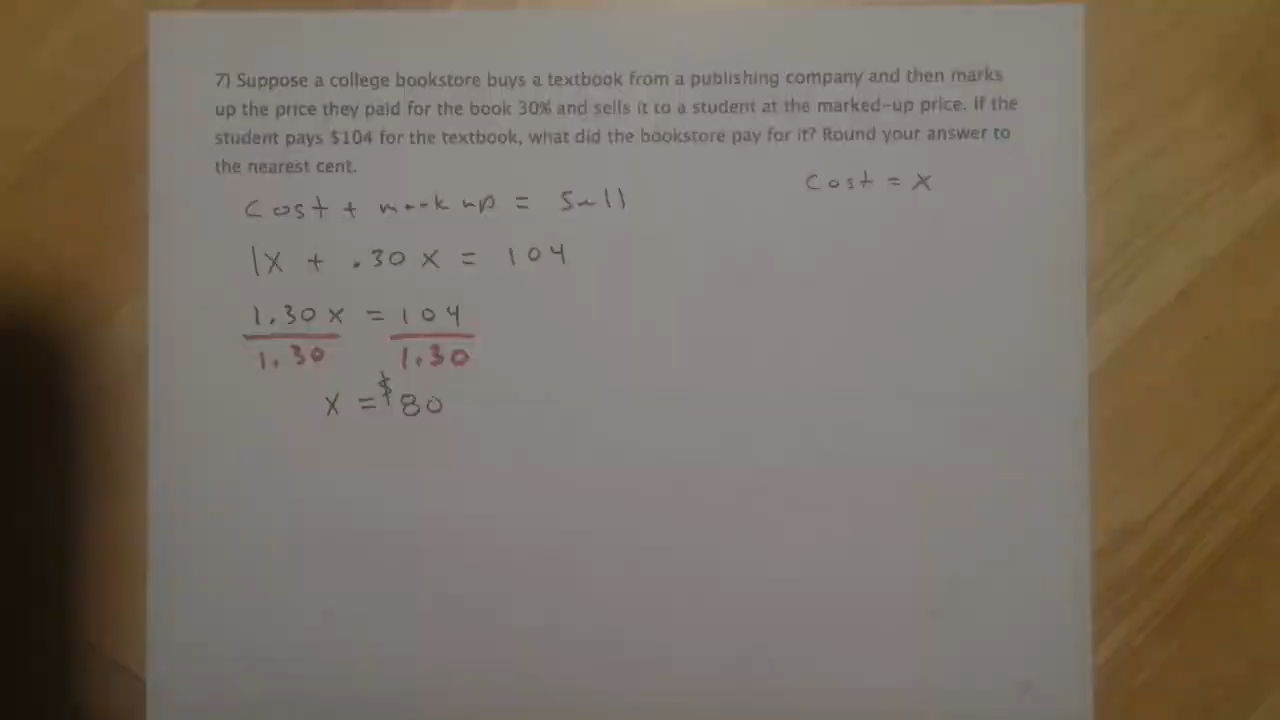 7) Suppose a college bookstore buys a textbook from a publishing company and then marks
up the price they paid for the book 30% and sells it to a student at the marked-up price. If the
student pays $104 for the textbook, what did the bookstore pay for it? Round your answer to
the nearest cent.
Cost = x
Cost + mark up = Sell
1x + .30x = 104
1.30x = 104
1.30 1.30
x = $80